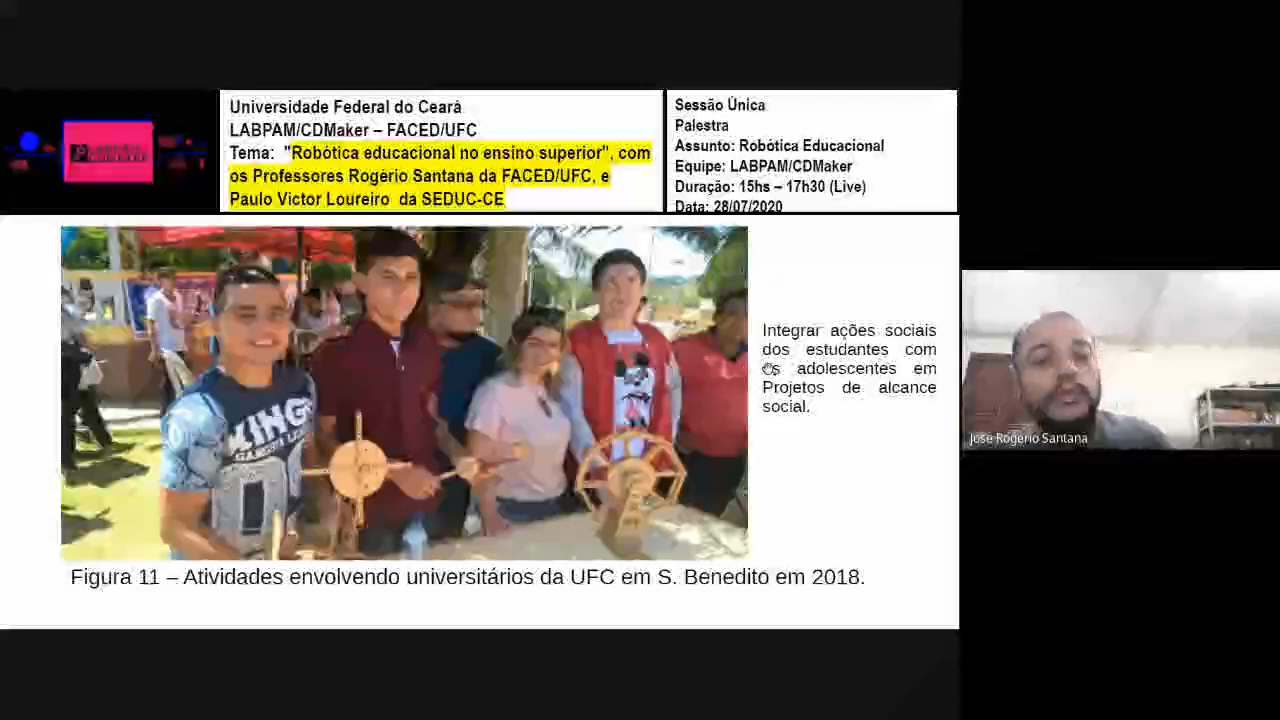 Universidade Federal do Ceará
LABPAM/CDMaker – FACED/UFC
Tema: "Robótica educacional no ensino superior", com
os Professores Rogério Santana da FACED/UFC, e
Paulo Victor Loureiro da SEDUC-CE
Sessão Única
Palestra
Assunto: Robótica Educacional
Equipe: LABPAM/CDMaker
Duração: 15hs – 17h30 (Live)
Data: 28/07/2020
KINGS
Integrar ações sociais
dos estudantes com
os adolescentes em
Projetos de alcance
social.
José Rogério Santana
Figura 11 – Atividades envolvendo universitários da UFC em S. Benedito em 2018.